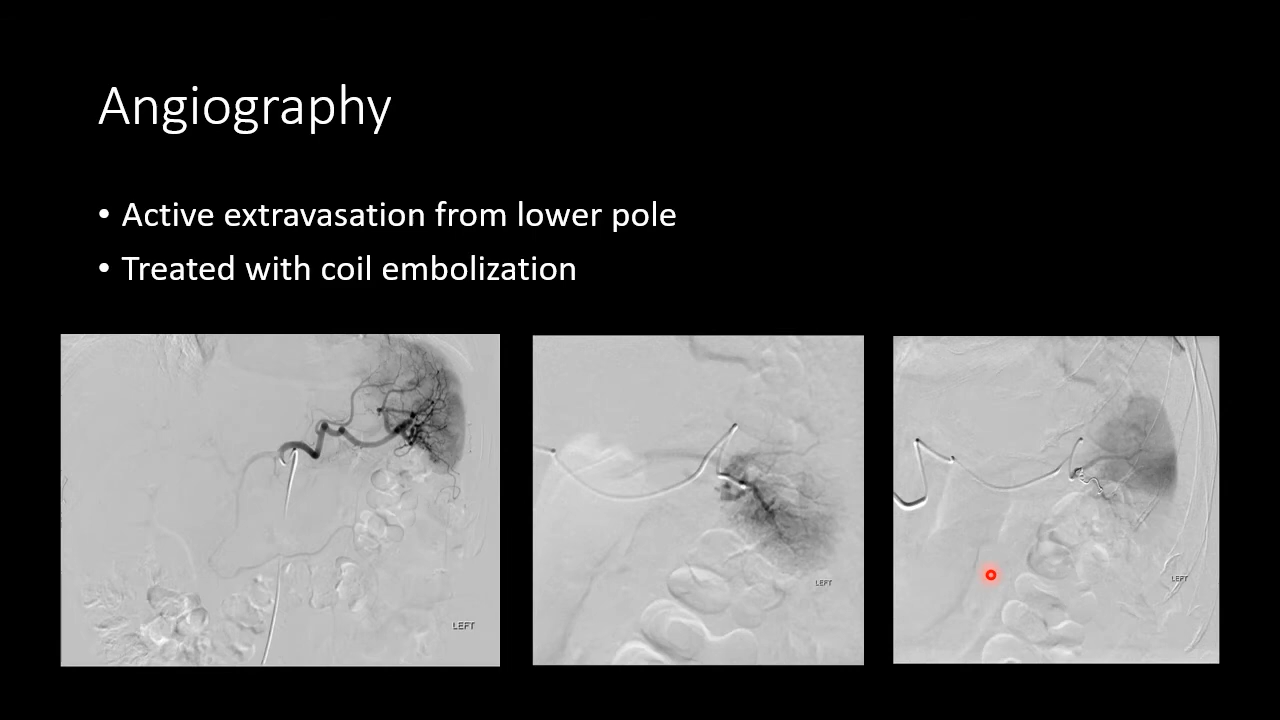 Angiography
• Active extravasation from lower pole
• Treated with coil embolization
LEFT
LEFT
LEFT